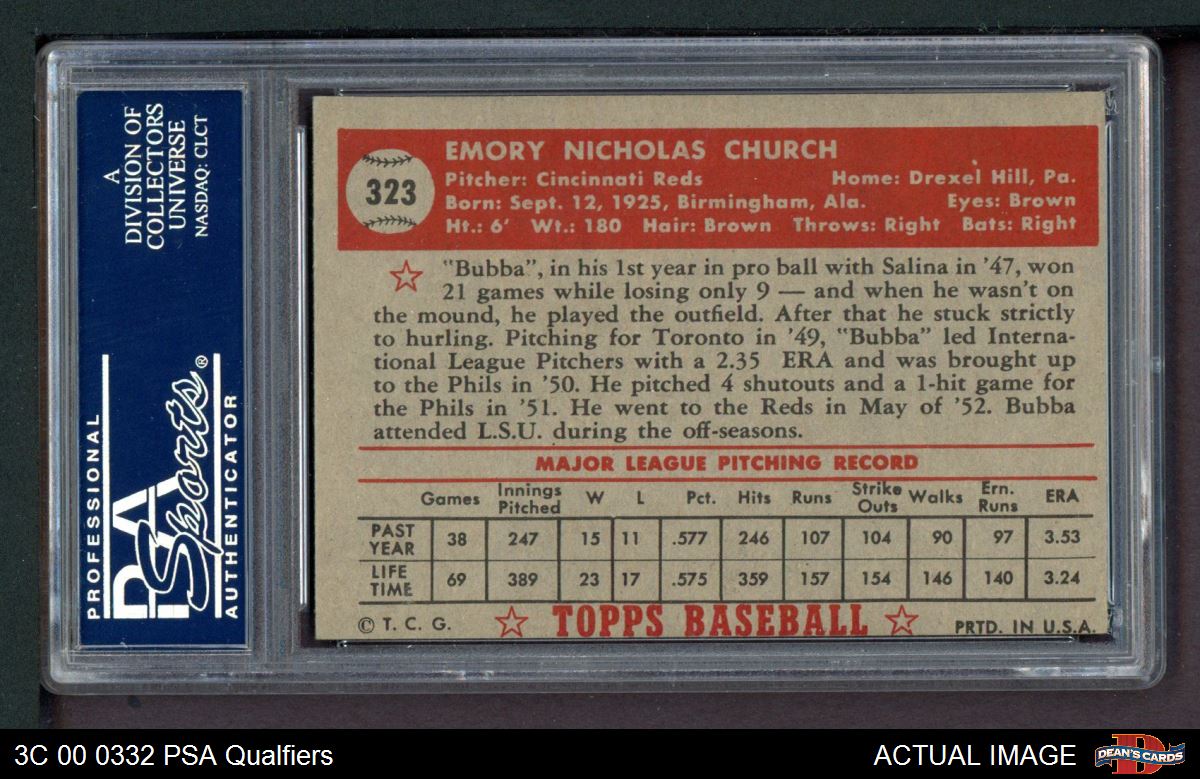 A
DIVISION OF
COLLECTORS
UNIVERSE
NASDAQ: CLCT
PROFESSIONAL
PSA
Sports®
AUTHENTICATOR
323
EMORY NICHOLAS CHURCH
Pitcher: Cincinnati Reds Home: Drexel Hill, Pa.
Born: Sept. 12, 1925, Birmingham, Ala. Eyes: Brown
Ht.: 6' Wt.: 180 Hair: Brown Throws: Right Bats: Right
"Bubba", in his 1st year in pro ball with Salina in '47, won
21 games while losing only 9 — and when he wasn't on
the mound, he played the outfield. After that he stuck strictly
to hurling. Pitching for Toronto in '49, "Bubba" led Interna-
tional League Pitchers with a 2.35 ERA and was brought up
to the Phils in '50. He pitched 4 shutouts and a 1-hit game for
the Phils in '51. He went to the Reds in May of '52. Bubba
attended L.S.U. during the off-seasons.
MAJOR LEAGUE PITCHING RECORD
Games Innings Pitched W L Pct. Hits Runs Strike Outs Walks Ern. Runs ERA
PAST YEAR 38 247 15 11 .577 246 107 104 90 97 3.53
LIFE TIME 69 389 23 17 .575 359 157 154 146 140 3.24
© T. C. G. TOPPS BASEBALL PRTD. IN U.S.A.
3C 00 0332 PSA Qualfiers ACTUAL IMAGE DEAN'S CARDS